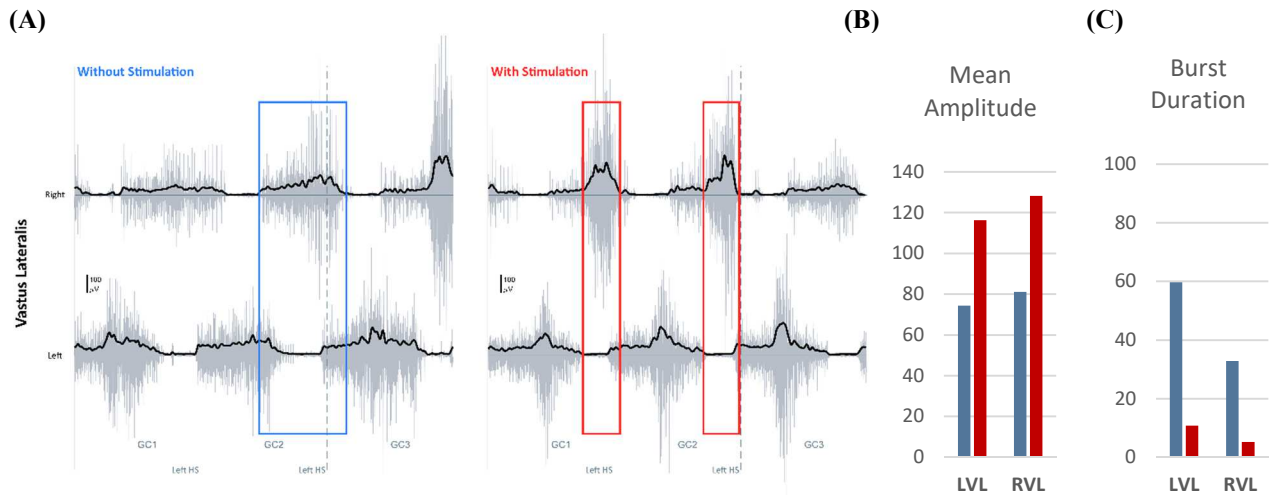 (A)
Without Stimulation
With Stimulation
Vastus Lateralis
Right
100
μV
100
μV
Left
GC1
GC2
GC3
GC1
GC2
GC3
Left HS
Left HS
Left HS
Left HS
(B)
Mean
Amplitude
140
120
100
80
60
40
20
0
LVL
RVL
(C)
Burst
Duration
100
80
60
40
20
0
LVL
RVL